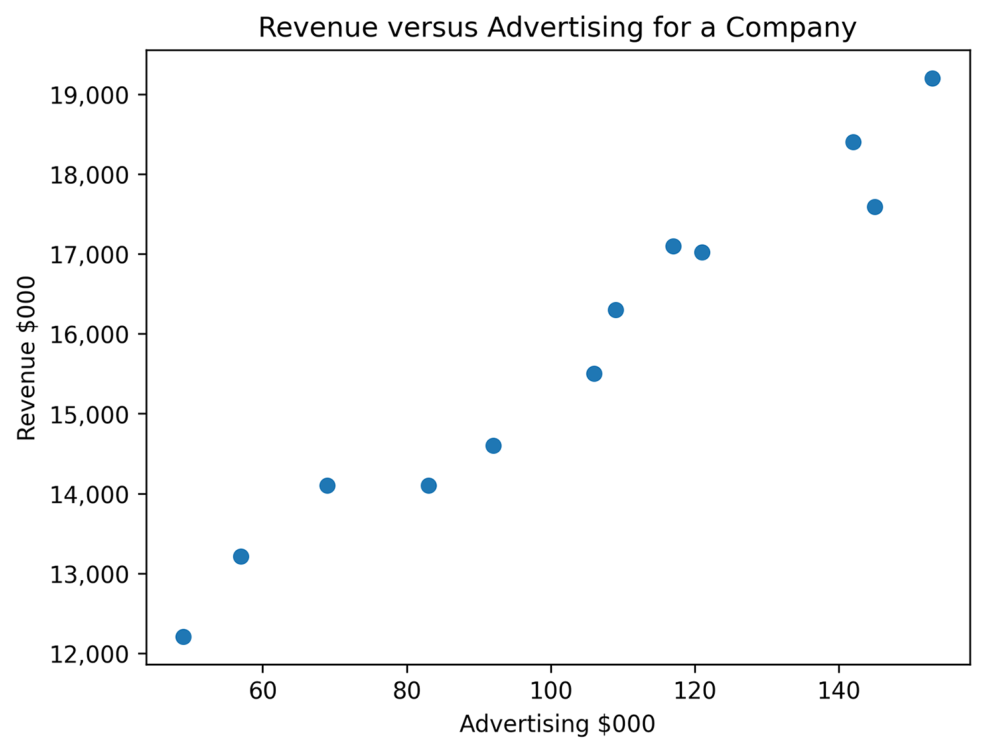 Revenue versus Advertising for a Company
19,000
18,000
17,000
16,000
15,000
14,000
13,000
12,000
Revenue $000
60 80 100 120 140
Advertising $000